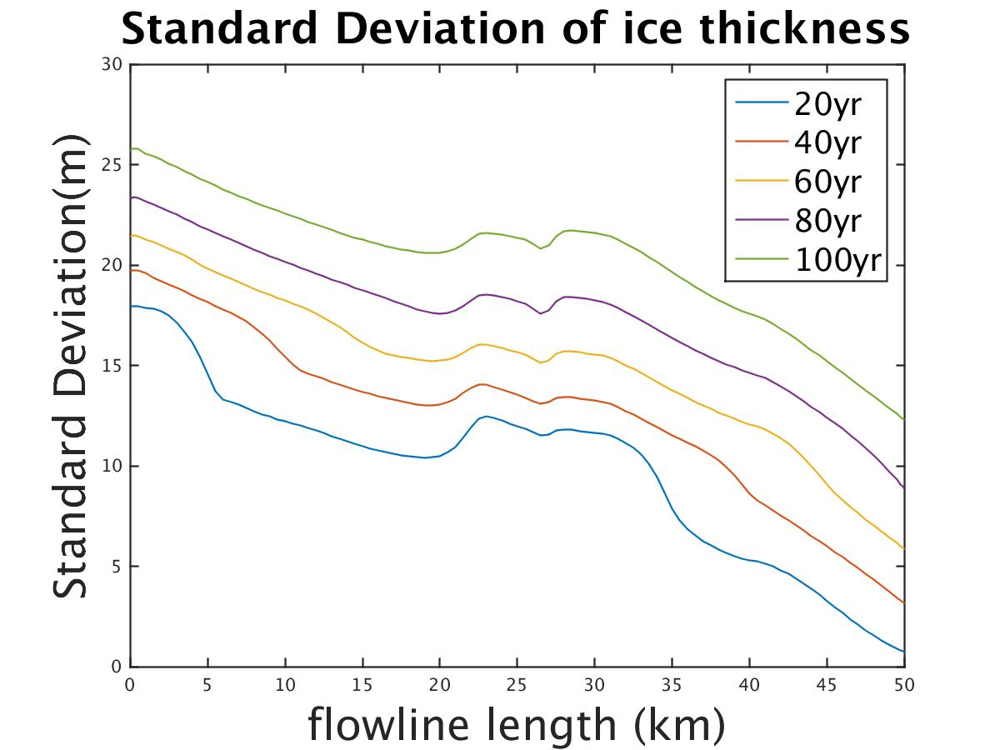 Standard Deviation of ice thickness
30
25
20
15
10
5
0
Standard Deviation(m)
20yr
40yr
60yr
80yr
100yr
0 5 10 15 20 25 30 35 40 45 50
flowline length (km)